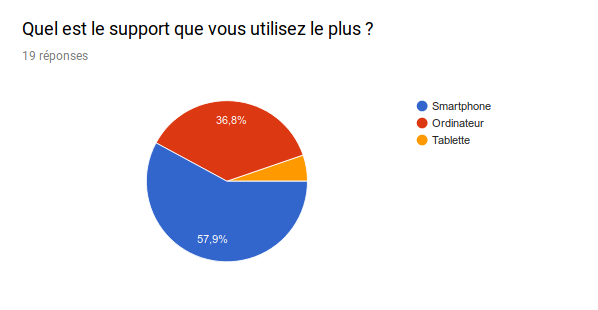 Quel est le support que vous utilisez le plus ?
19 réponses
36,8%
57,9%
Smartphone
Ordinateur
Tablette